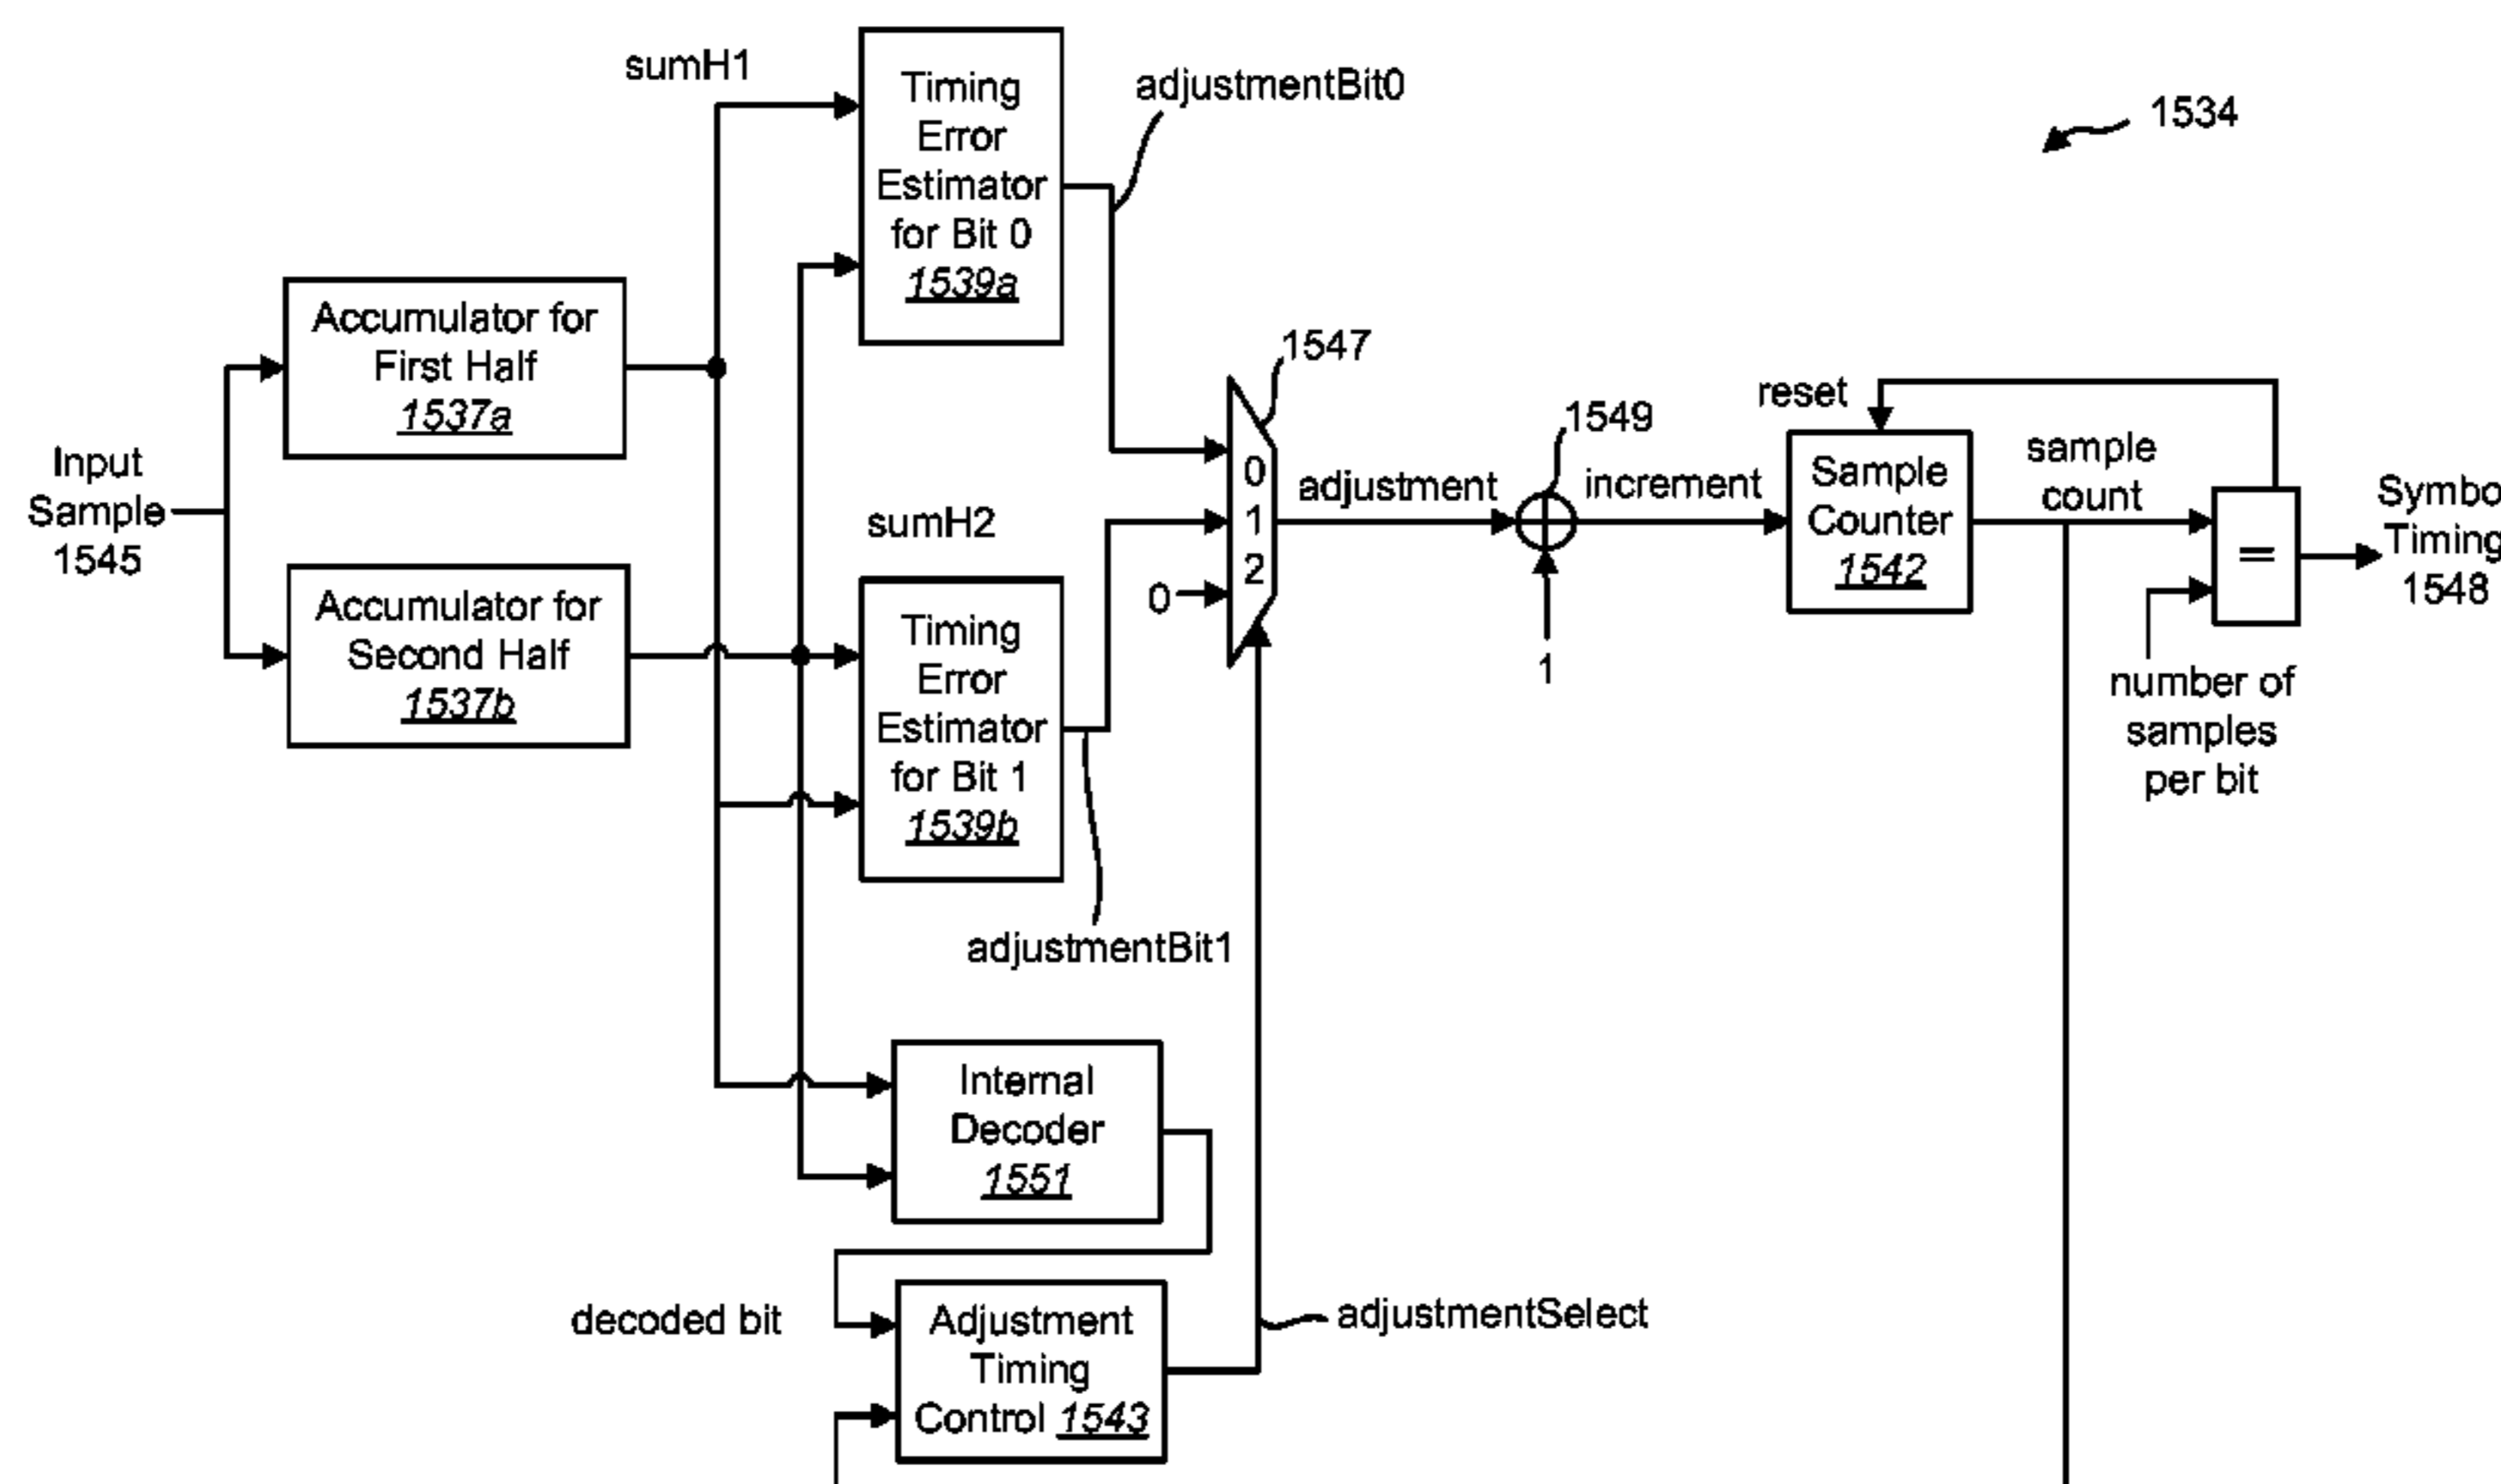 sumH1
Timing
Error
Estimator
for Bit 0
1539a
adjustmentBit0
1534
Accumulator for
First Half
1537a
Input
Sample
1545
Accumulator for
Second Half
1537b
sumH2
Timing
Error
Estimator
for Bit 1
1539b
adjustmentBit1
1547
0
1
2
0
adjustment
1549
increment
1
reset
Sample
Counter
1542
sample
count
=
Symbo
Timing
1548
number of
samples
per bit
Internal
Decoder
1551
decoded bit
Adjustment
Timing
Control 1543
adjustmentSelect